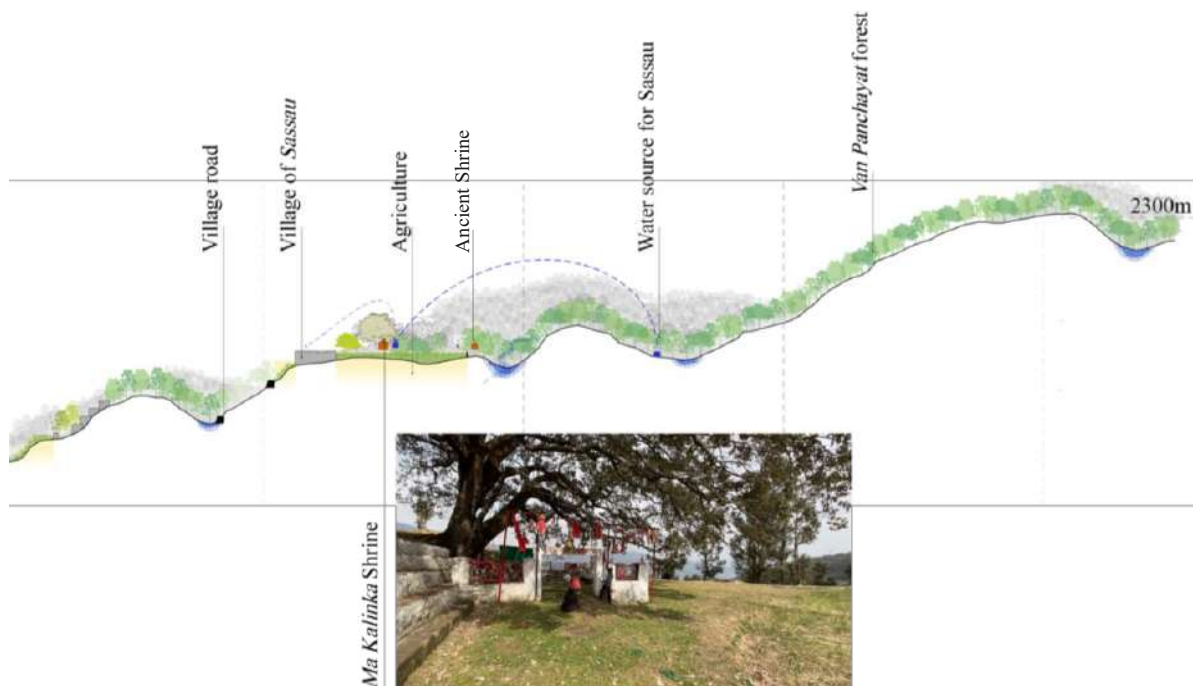 Village road
Village of Sassau
Agriculture
Ancient Shrine
Water source for Sassau
Van Panchayat forest
2300m
Ma Kalinka Shrine